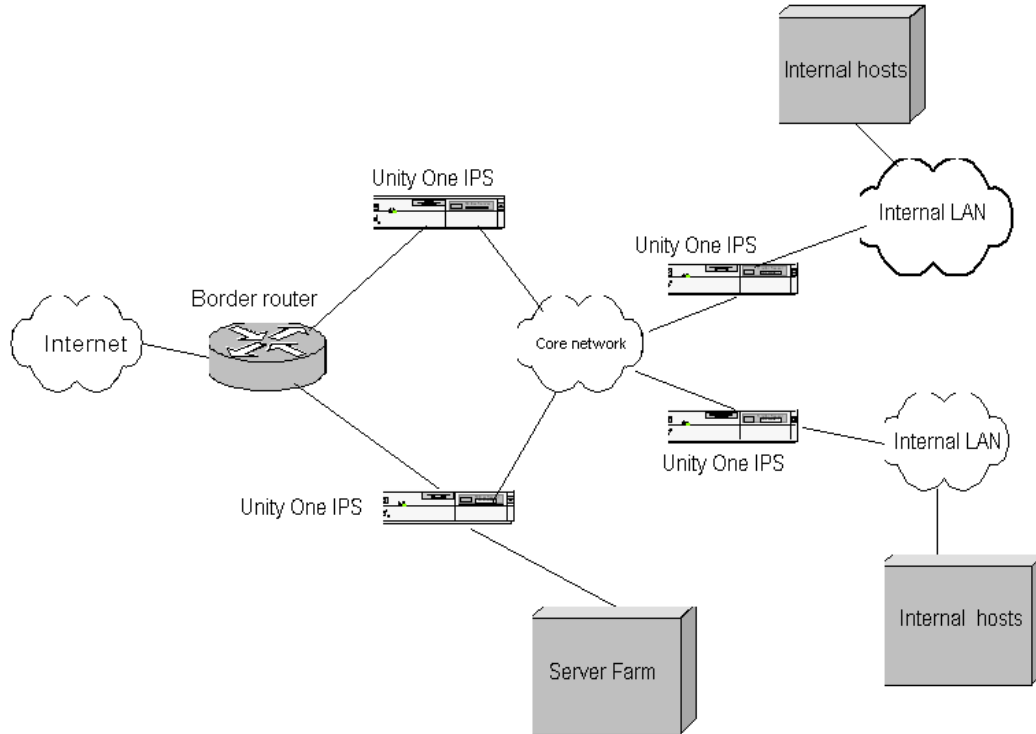 Internal hosts
Unity One IPS
Internal LAN
Unity One IPS
Border router
Internet
Core network
Internal LAN
Unity One IPS
Unity One IPS
Internal hosts
Server Farm